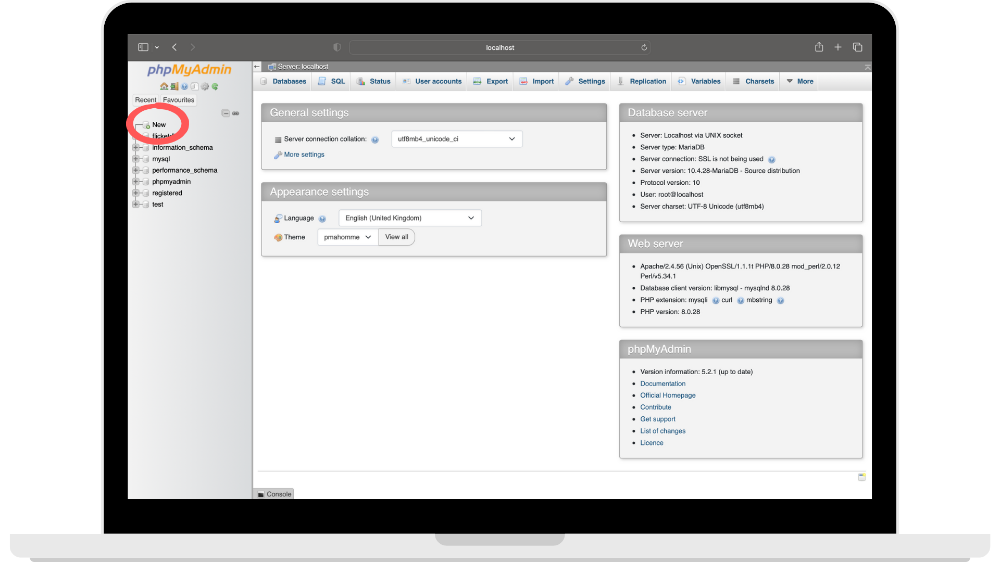 localhost
phpMyAdmin
Recent Favourites
New
information_schema
mysql
performance_schema
phpmyadmin
registered
test
Server: localhost
Databases SQL Status User accounts Export Import Settings Replication Variables Charsets More
General settings
Server connection collation: utf8mb4_unicode_ci
More settings
Appearance settings
Language English (United Kingdom)
Theme pmahomme View all
Database server
Server: Localhost via UNIX socket
Server type: MariaDB
Server connection: SSL is not being used
Server version: 10.4.28-MariaDB - Source distribution
Protocol version: 10
User: root@localhost
Server charset: UTF-8 Unicode (utf8mb4)
Web server
Apache/2.4.56 (Unix) OpenSSL/1.1.1t PHP/8.0.28 mod_perl/2.0.12
Perl/v5.34.1
Database client version: libmysql - mysqlnd 8.0.28
PHP extension: mysqli curl mbstring
PHP version: 8.0.28
phpMyAdmin
Version information: 5.2.1 (up to date)
Documentation
Official Homepage
Contribute
Get support
List of changes
Licence
Console